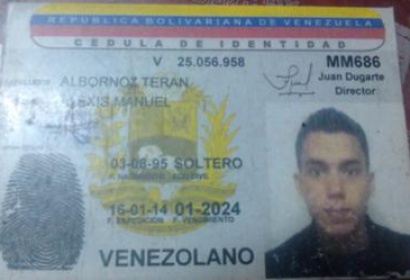 REPUBLICA BOLIVARIANA DE VENEZUELA
CEDULA DE IDENTIDAD
V 25.056.958 MM686
Juan Dugarte
Director
ALBORNOZ TERAN
ALEXIS MANUEL
03-08-95 SOLTERO
F. NACIMIENTO EDO CIVIL
16-01-14 01-2024
F. EXPEDICION F. VENCIMIENTO
VENEZOLANO